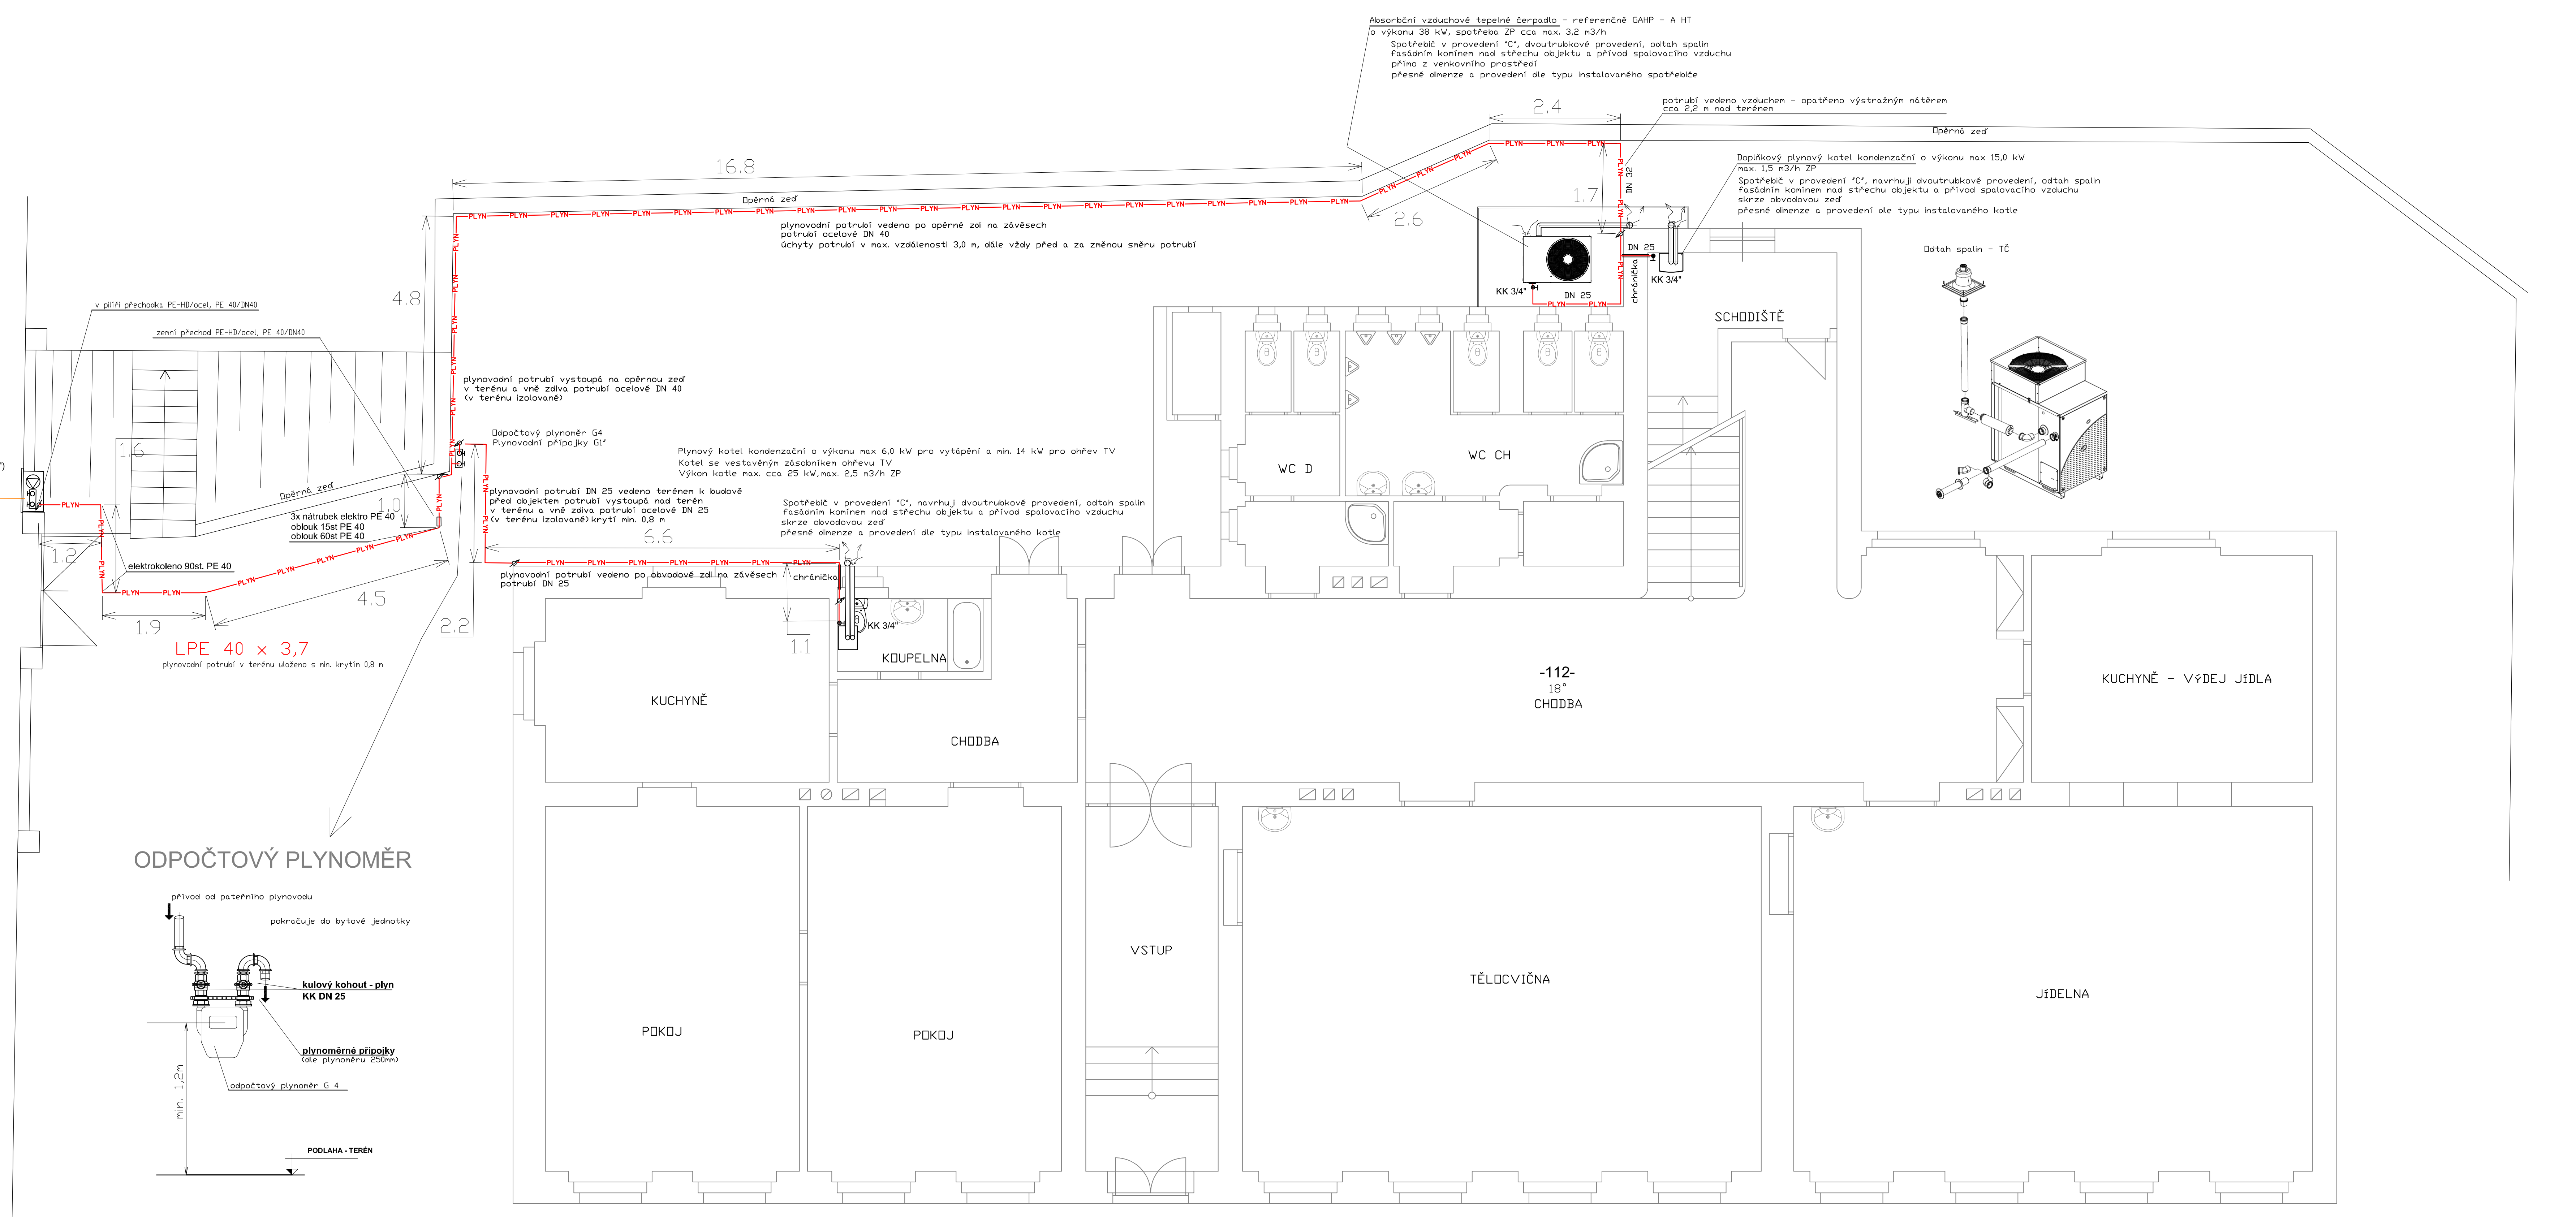 Absorbční vzduchové tepelné čerpadlo - referenčně GAHP - A HT
o výkonu 38 kW, spotřeba ZP cca max. 3,2 m3/h
Spotřebič v provedení "C", dvoutrubkové provedení, odtah spalin
fasádním komínem nad střechu objektu a přívod spalovacího vzduchu
přímo z venkovního prostředí
přesné dimenze a provedení dle typu instalovaného spotřebiče
2.4
potrubí vedeno vzduchem - opatřeno výstražným nátěrem
cca 2,2 m nad terénem
Opěrná zeď
Doplňkový plynový kotel kondenzační o výkonu max 15,0 kW
max. 1,5 m3/h ZP
Spotřebič v provedení "C", navrhuji dvoutrubkové provedení, odtah spalin
fasádním komínem nad střechu objektu a přívod spalovacího vzduchu
skrze obvodovou zeď
přesné dimenze a provedení dle typu instalovaného kotle
16.8
Opěrná zeď
PLYN
plynovodní potrubí vedeno po opěrné zdi na závěsech
potrubí ocelové DN 40
úchyty potrubí v max. vzdálenosti 3,0 m, dále vždy před a za změnou směru potrubí
2.6
1.7
DN 32
DN 25
chránička
KK 3/4"
KK 3/4"
DN 25
Odtah spalin - TČ
4.8
v pilíři přechodka PE-HD/ocel, PE 40/DN40
zemní přechod PE-HD/ocel, PE 40/DN40
SCHODIŠTĚ
plynovodní potrubí vystoupá na opěrnou zeď
v terénu a vně zdiva potrubí ocelové DN 40
(v terénu izolované)
Odpočtový plynoměr G4
Plynovodní přípojky G1"
Plynový kotel kondenzační o výkonu max 6,0 kW pro vytápění a min. 14 kW pro ohřev TV
Kotel se vestavěným zásobníkem ohřevu TV
Výkon kotle max. cca 25 kW, max. 2,5 m3/h ZP
1.6
WC D
WC CH
Opěrná zeď
1.0
plynovodní potrubí DN 25 vedeno terénem k budově
před objektem potrubí vystoupá nad terén
v terénu a vně zdiva potrubí ocelové DN 25
(v terénu izolované) krytí min. 0,8 m
Spotřebič v provedení "C", navrhuji dvoutrubkové provedení, odtah spalin
fasádním komínem nad střechu objektu a přívod spalovacího vzduchu
skrze obvodovou zeď
přesné dimenze a provedení dle typu instalovaného kotle
3x nátrubek elektro PE 40
oblouk 15st PE 40
oblouk 60st PE 40
6.6
1.2
elektrokoleno 90st. PE 40
plynovodní potrubí vedeno po obvodové zdi na závěsech
potrubí DN 25
chránička
4.5
1.9
2.2
1.1
KK 3/4"
LPE 40 x 3,7
plynovodní potrubí v terénu uloženo s min. krytím 0,8 m
KOUPELNA
KUCHYNĚ
CHODBA
-112-
18°
CHODBA
KUCHYNĚ - VýDEJ JíDLA
ODPOČTOVÝ PLYNOMĚR
přívod od pateřního plynovodu
pokračuje do bytové jednotky
kulový kohout - plyn
KK DN 25
plynoměrné přípojky
(dle plynoměru 250mm)
odpočtový plynoměr G 4
min. 1,2m
PODLAHA - TERÉN
POKOJ
POKOJ
VSTUP
TĚLOCVIČNA
JíDELNA